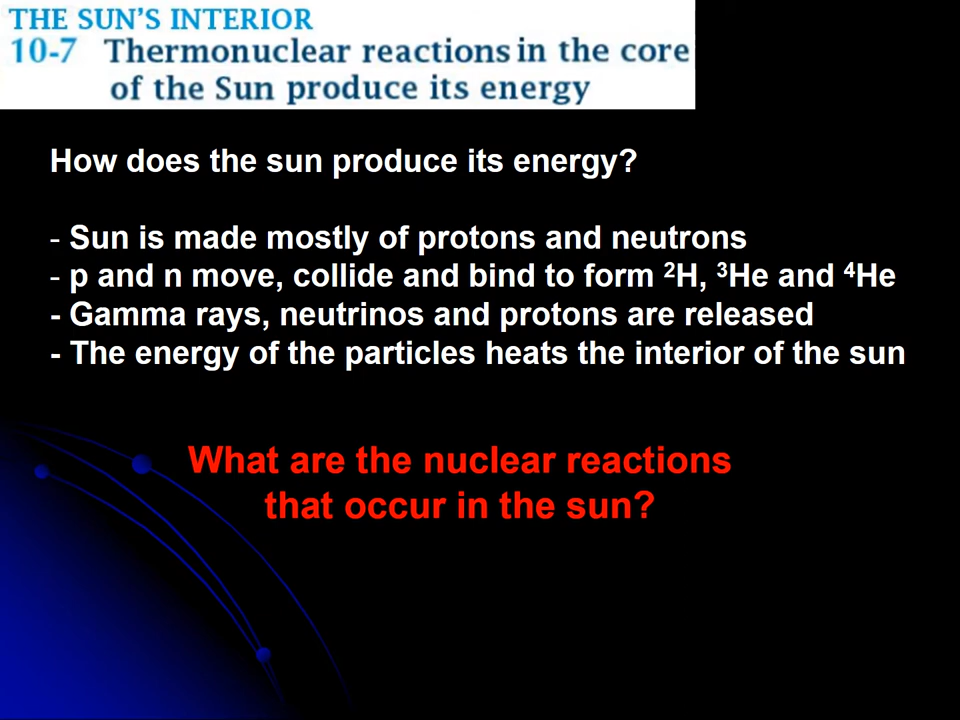 THE SUN'S INTERIOR
10-7 Thermonuclear reactions in the core
of the Sun produce its energy
How does the sun produce its energy?
- Sun is made mostly of protons and neutrons
- p and n move, collide and bind to form ²H, ³He and ⁴He
- Gamma rays, neutrinos and protons are released
- The energy of the particles heats the interior of the sun
What are the nuclear reactions
that occur in the sun?